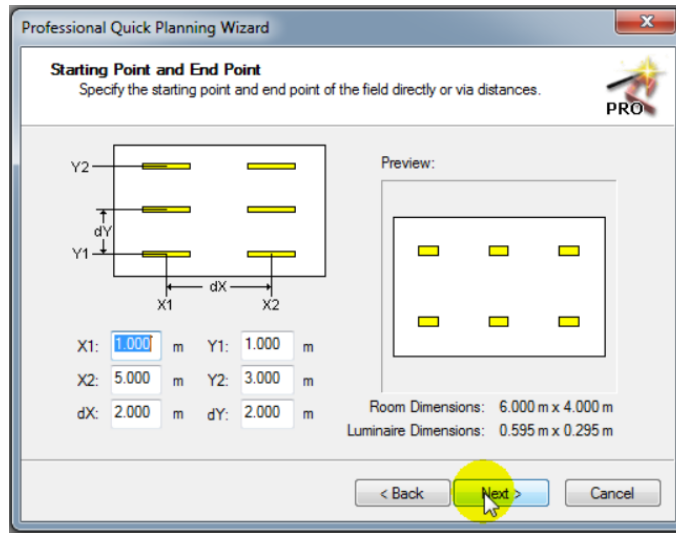 Professional Quick Planning Wizard
x
Starting Point and End Point
Specify the starting point and end point of the field directly or via distances.
PRO
Y2
dY
Y1
dX
X1
X2
Preview:
X1: 1.000 m Y1: 1.000 m
X2: 5.000 m Y2: 3.000 m
dX: 2.000 m dY: 2.000 m
Room Dimensions: 6.000 m x 4.000 m
Luminaire Dimensions: 0.595 m x 0.295 m
< Back
Next >
Cancel